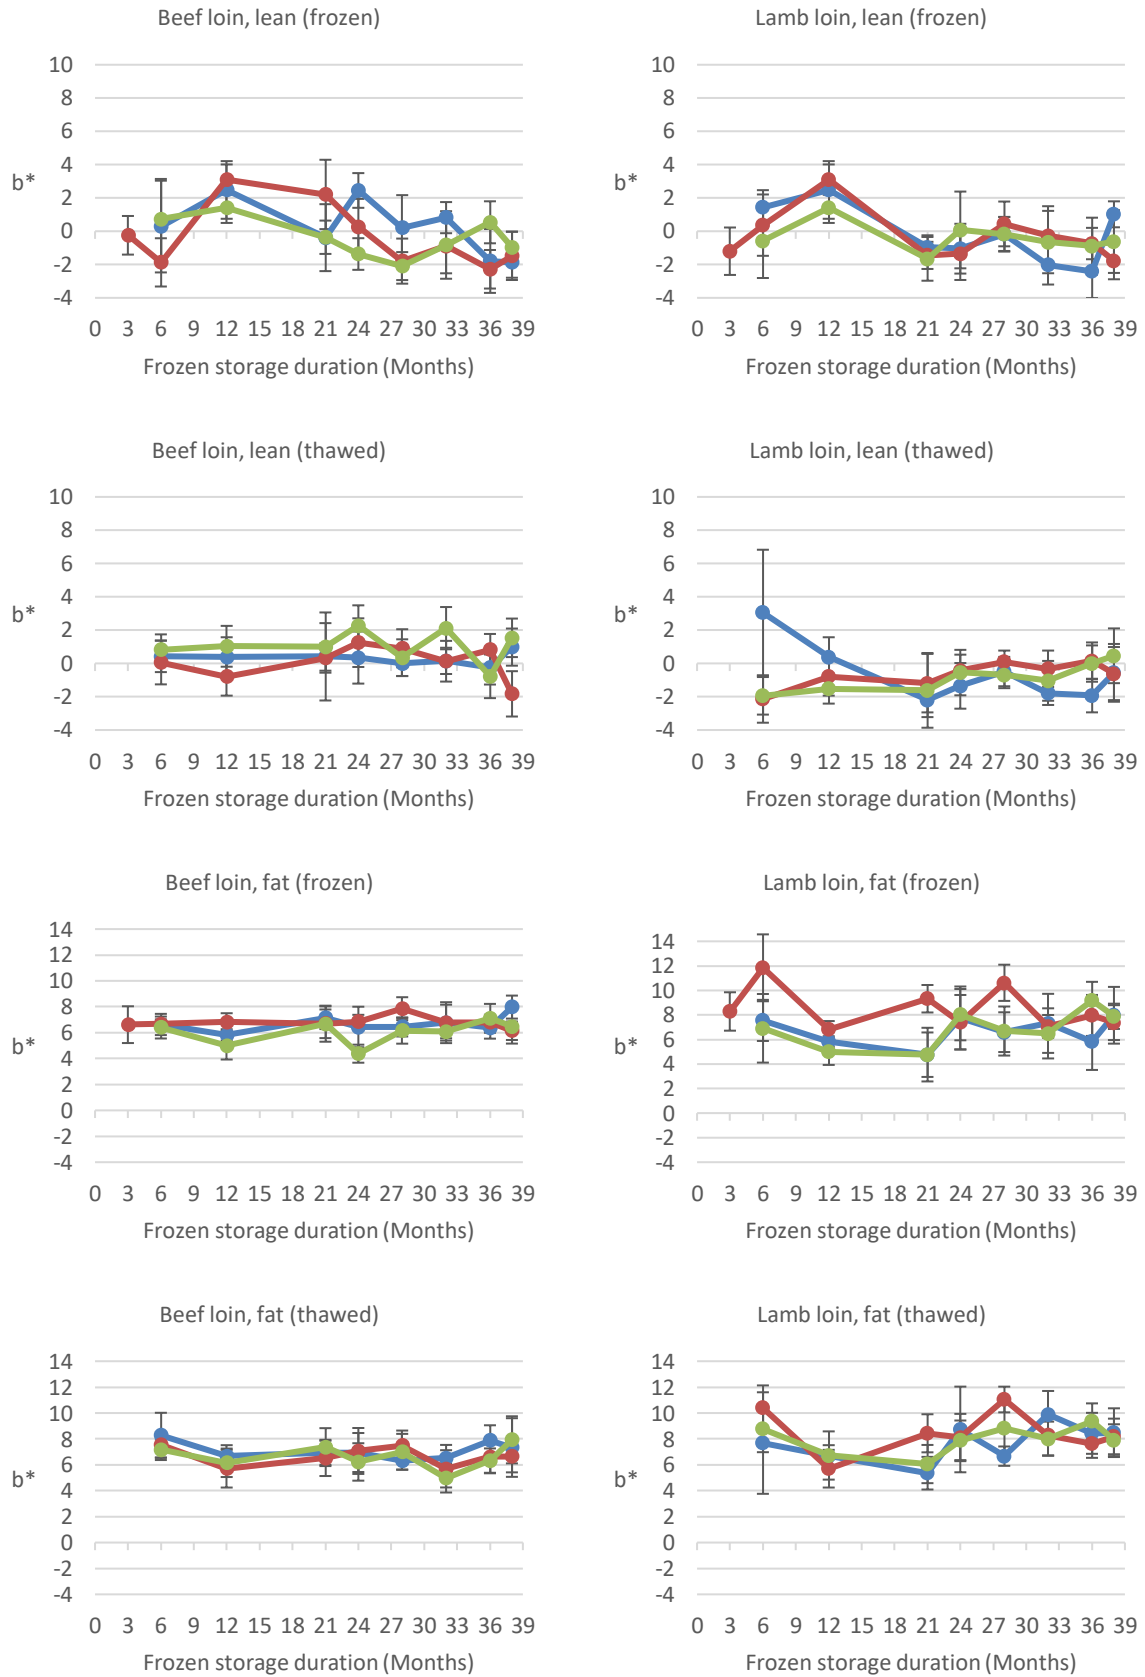 Beef loin, lean (frozen)
10
8
6
4
2
0
-2
-4
b*
0 3 6 9 12 15 18 21 24 27 30 33 36 39
Frozen storage duration (Months)
Lamb loin, lean (frozen)
10
8
6
4
2
0
-2
-4
b*
0 3 6 9 12 15 18 21 24 27 30 33 36 39
Frozen storage duration (Months)
Beef loin, lean (thawed)
10
8
6
4
2
0
-2
-4
b*
0 3 6 9 12 15 18 21 24 27 30 33 36 39
Frozen storage duration (Months)
Lamb loin, lean (thawed)
10
8
6
4
2
0
-2
-4
b*
0 3 6 9 12 15 18 21 24 27 30 33 36 39
Frozen storage duration (Months)
Beef loin, fat (frozen)
14
12
10
8
6
4
2
0
-2
-4
b*
0 3 6 9 12 15 18 21 24 27 30 33 36 39
Frozen storage duration (Months)
Lamb loin, fat (frozen)
14
12
10
8
6
4
2
0
-2
-4
b*
0 3 6 9 12 15 18 21 24 27 30 33 36 39
Frozen storage duration (Months)
Beef loin, fat (thawed)
14
12
10
8
6
4
2
0
-2
-4
b*
0 3 6 9 12 15 18 21 24 27 30 33 36 39
Frozen storage duration (Months)
Lamb loin, fat (thawed)
14
12
10
8
6
4
2
0
-2
-4
b*
0 3 6 9 12 15 18 21 24 27 30 33 36 39
Frozen storage duration (Months)